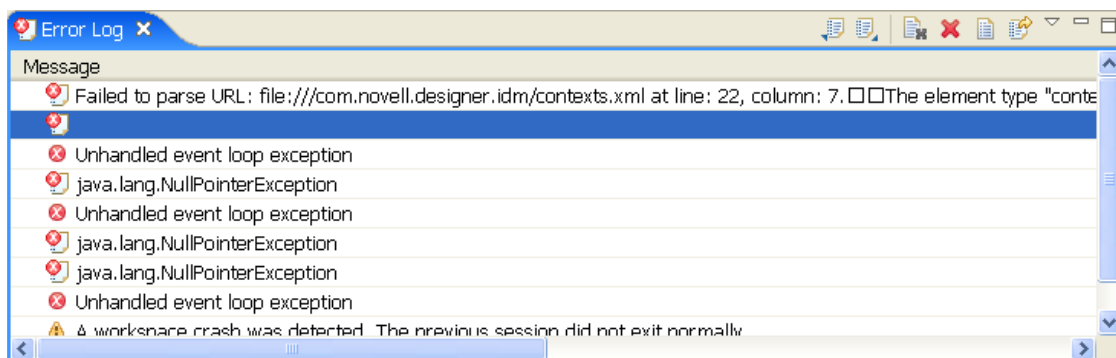 Error Log
Message
Failed to parse URL: file:///com.novell.designer.idm/contexts.xml at line: 22, column: 7.□□The element type "conte
Unhandled event loop exception
java.lang.NullPointerException
Unhandled event loop exception
java.lang.NullPointerException
java.lang.NullPointerException
Unhandled event loop exception
A workspace crash was detected. The previous session did not exit normally